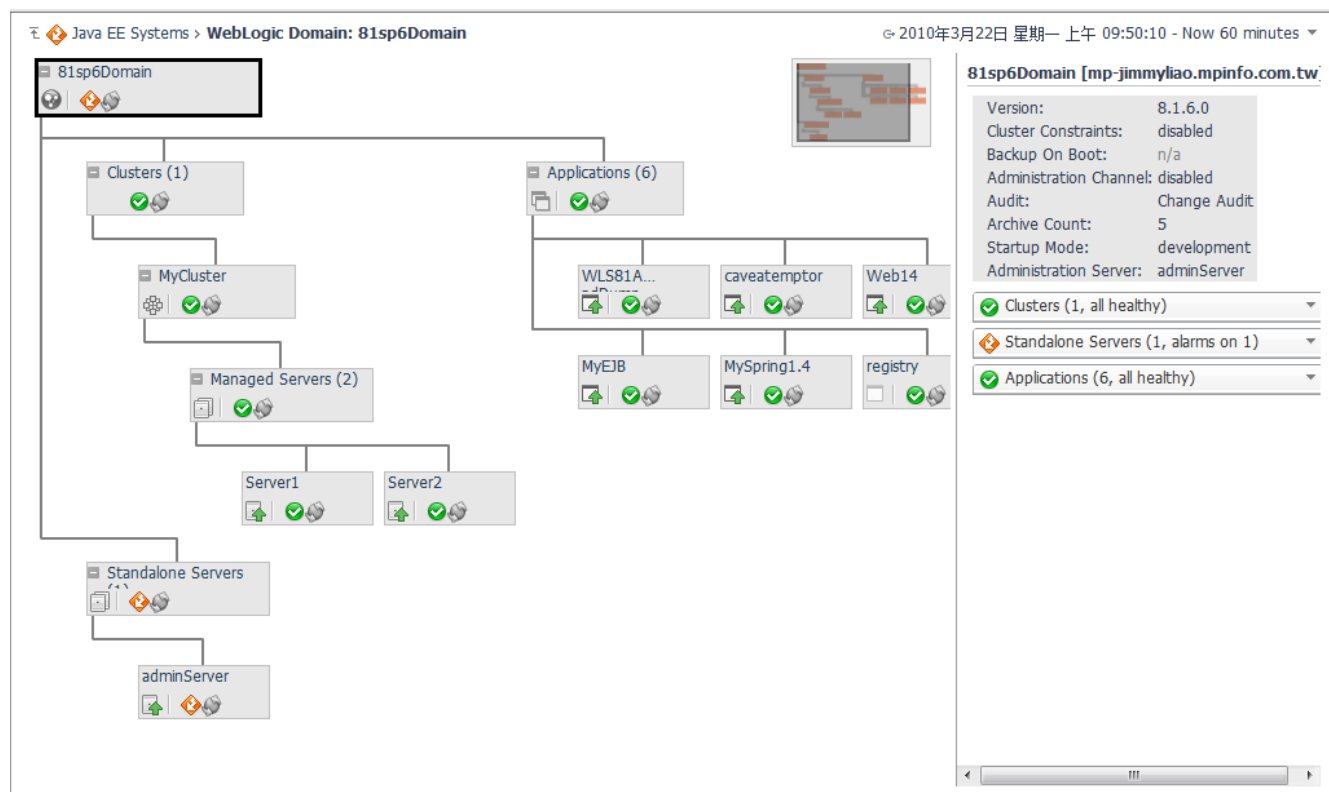 Java EE Systems › WebLogic Domain: 81sp6Domain
2010年3月22日 星期一 上午 09:50:10 - Now 60 minutes
81sp6Domain
Clusters (1)
Applications (6)
MyCluster
WLS81A...
caveatemptor
Web14
Managed Servers (2)
MyEJB
MySpring1.4
registry
Server1
Server2
Standalone Servers
(1)
adminServer
81sp6Domain [mp-jimmyliao.mpinfo.com.tw]
Version: 8.1.6.0
Cluster Constraints: disabled
Backup On Boot: n/a
Administration Channel: disabled
Audit: Change Audit
Archive Count: 5
Startup Mode: development
Administration Server: adminServer
Clusters (1, all healthy)
Standalone Servers (1, alarms on 1)
Applications (6, all healthy)